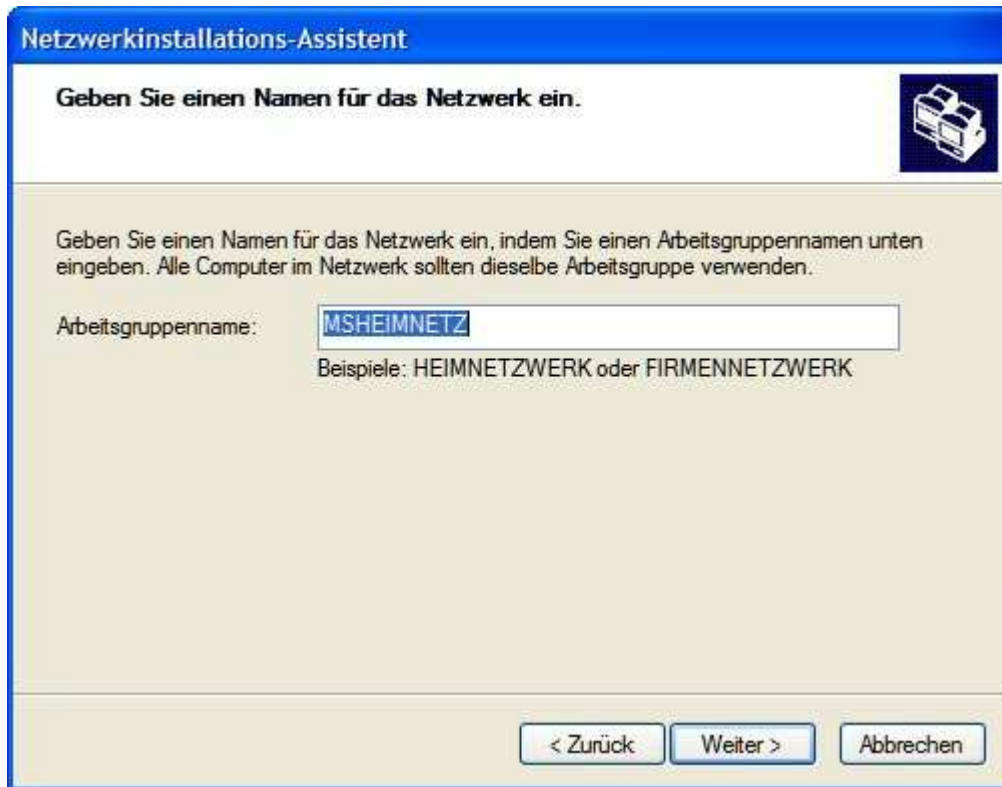 Netzwerkinstallations-Assistent
Geben Sie einen Namen für das Netzwerk ein.
Geben Sie einen Namen für das Netzwerk ein, indem Sie einen Arbeitsgruppennamen unten
eingeben. Alle Computer im Netzwerk sollten dieselbe Arbeitsgruppe verwenden.
Arbeitsgruppenname: MSHEIMNETZ
Beispiele: HEIMNETZWERK oder FIRMENNETZWERK
< Zurück Weiter > Abbrechen